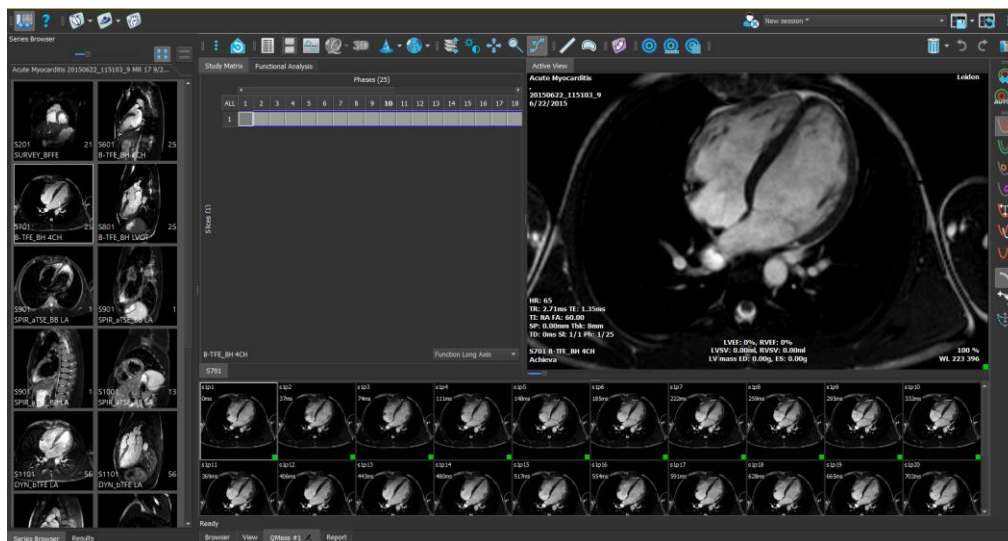 New session *
Series Browser
Acute Myocarditis 20150622_115103_9 MR 17 9/2...
S201 21
SURVEY_BFFE
S601 25
B-TFE_BH 2CH
S701 25
B-TFE_BH 4CH
S801 25
B-TFE_BH LVOT
S901 1
SPIR_aTSE_BB LA
S901 1
SPIR_aTSE_BB LA
S901 1
SPIR_aTSE_BB LA
S1001 13
SPIR_aTSE_BB SA
S1101 56
DYN_bTFE LA
S1101 56
DYN_bTFE LA
Series Browser Results
Study Matrix Functional Analysis
Phases (25)
ALL 1 2 3 4 5 6 7 8 9 10 11 12 13 14 15 16 17 18
1
Slices (1)
B-TFE_BH 4CH Function Long Axis
S701
Active View
Acute Myocarditis Leiden
20150622_115103_9
6/22/2015
HR: 65
TR: 2.71ms TE: 1.35ms
TI: NA FA: 60.00
SP: 0.00mm Thk: 8mm
TD: 0ms Sl: 1/1 Ph: 1/25
S701 B-TFE_BH 4CH
Achieva
LVEF: 0%, RVEF: 0%
LVSV: 0.00ml, RVSV: 0.00ml
LV mass ED: 0.00g, ES: 0.00g
100 %
WL 223 396
s1p1 s1p2 s1p3 s1p4 s1p5 s1p6 s1p7 s1p8 s1p9 s1p10
0ms 37ms 74ms 111ms 148ms 185ms 222ms 259ms 295ms 332ms
s1p11 s1p12 s1p13 s1p14 s1p15 s1p16 s1p17 s1p18 s1p19 s1p20
369ms 406ms 443ms 480ms 517ms 554ms 591ms 628ms 665ms 702ms
Ready
Browser View QMass #1 Report